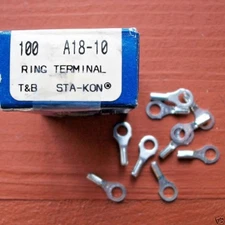 100 A18-10
RING TERMINAL
T&B STA-KON®